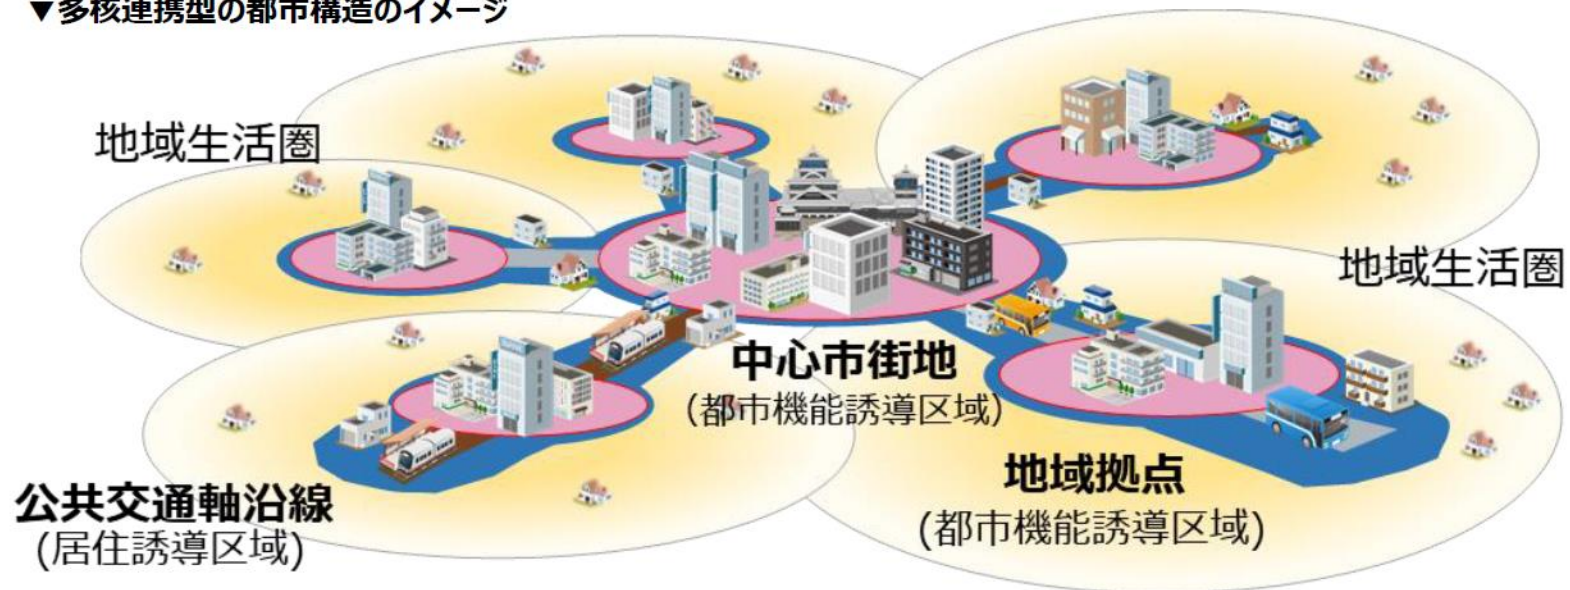 ▼多核連携型の都市構造のイメージ
地域生活圏
地域生活圏
中心市街地
(都市機能誘導区域)
地域拠点
(都市機能誘導区域)
公共交通軸沿線
(居住誘導区域)